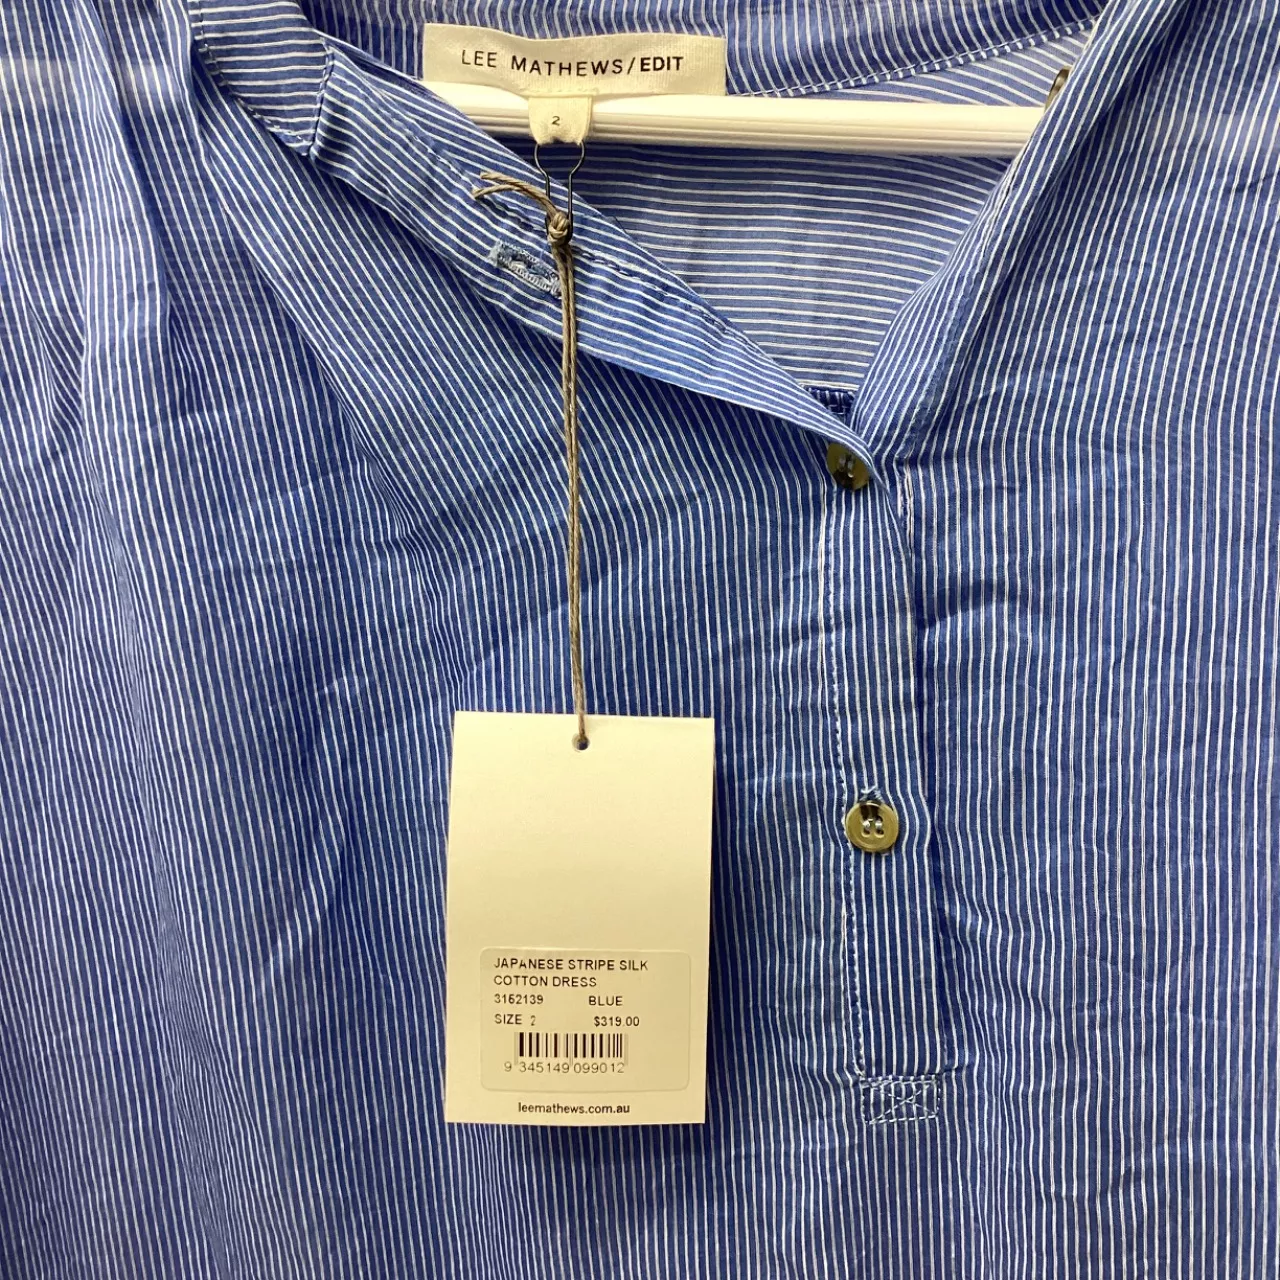 LEE MATHEWS/EDIT
2
JAPANESE STRIPE SILK
COTTON DRESS
3152139 BLUE
SIZE 2 $319.00
9 345149 099012
leemathews.com.au